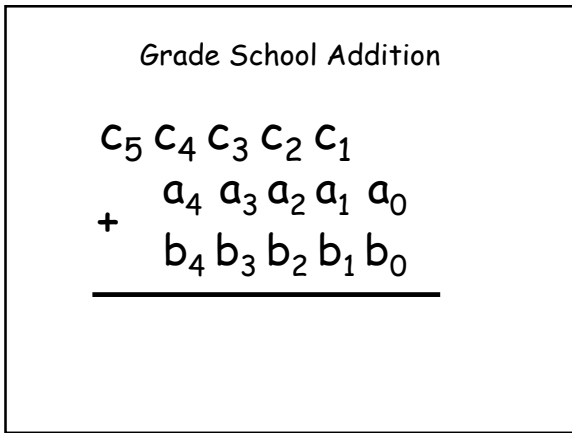 Grade School Addition
c₅ c₄ c₃ c₂ c₁
a₄ a₃ a₂ a₁ a₀
+
b₄ b₃ b₂ b₁ b₀